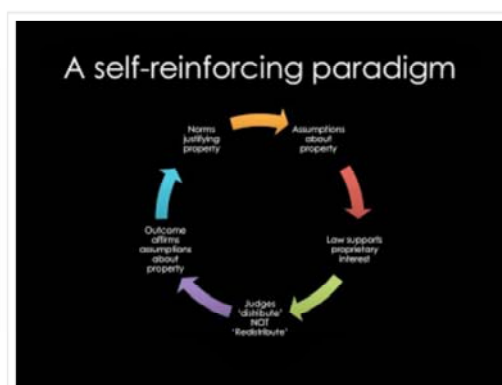 A self-reinforcing paradigm
Norms
justifying
property
Assumptions
about
property
Law supports
proprietary
interest
Judges
'distribute'
NOT
'Redistribute'
Outcome
affirms
assumptions
about
property